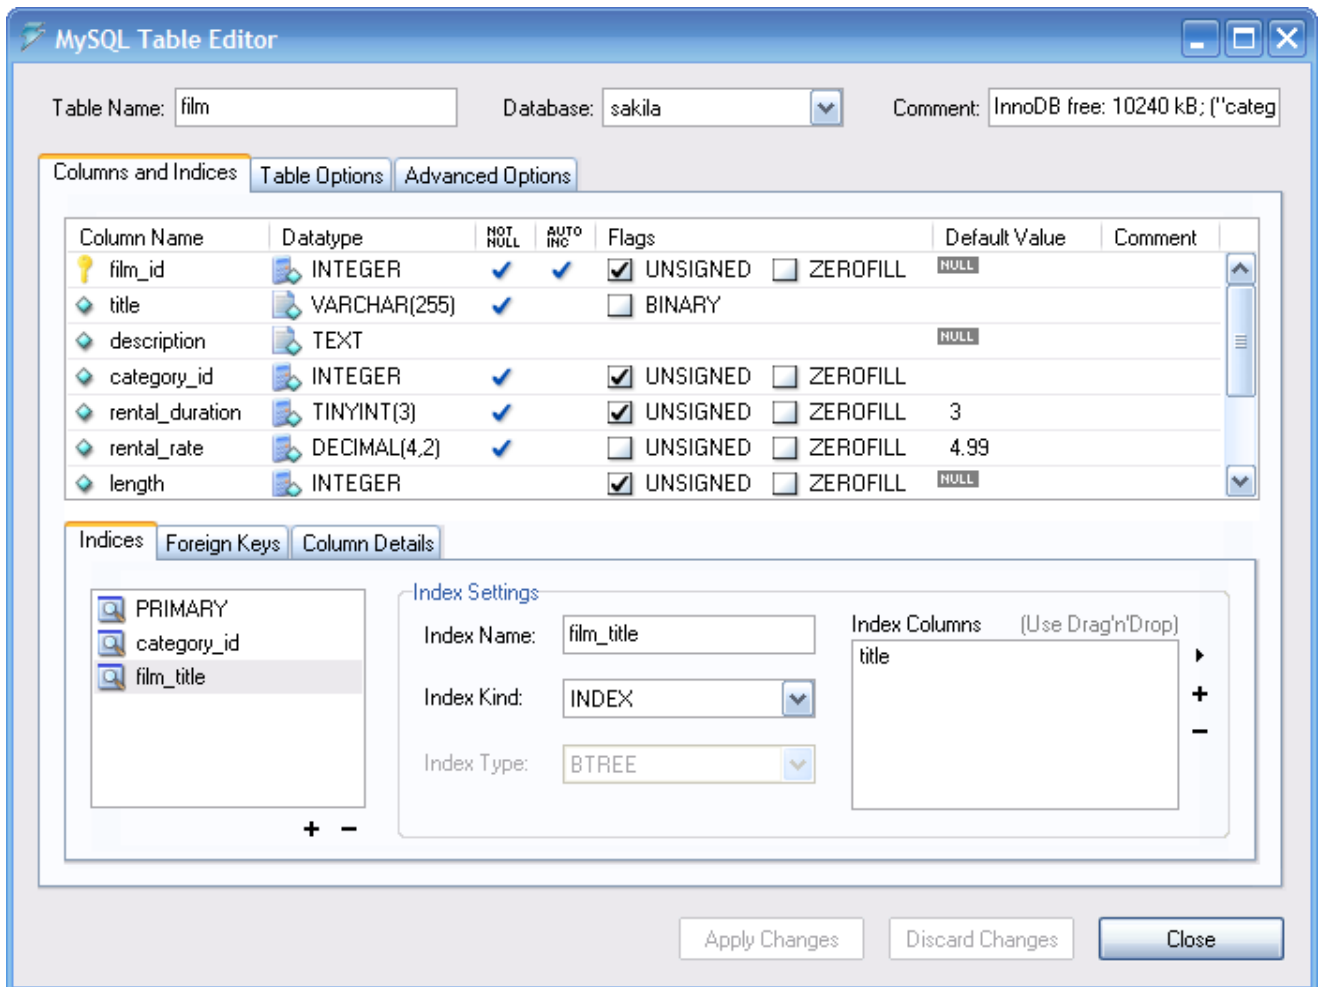 MySQL Table Editor
Table Name: film Database: sakila Comment: InnoDB free: 10240 kB; ("categ
Columns and Indices Table Options Advanced Options
Column Name Datatype NOT NULL AUTO INC Flags Default Value Comment
film_id INTEGER UNSIGNED ZEROFILL NULL
title VARCHAR(255) BINARY
description TEXT NULL
category_id INTEGER UNSIGNED ZEROFILL
rental_duration TINYINT(3) UNSIGNED ZEROFILL 3
rental_rate DECIMAL(4,2) UNSIGNED ZEROFILL 4.99
length INTEGER UNSIGNED ZEROFILL NULL
Indices Foreign Keys Column Details
PRIMARY
category_id
film_title
Index Settings
Index Name: film_title
Index Kind: INDEX
Index Type: BTREE
Index Columns (Use Drag'n'Drop)
title
Apply Changes Discard Changes Close